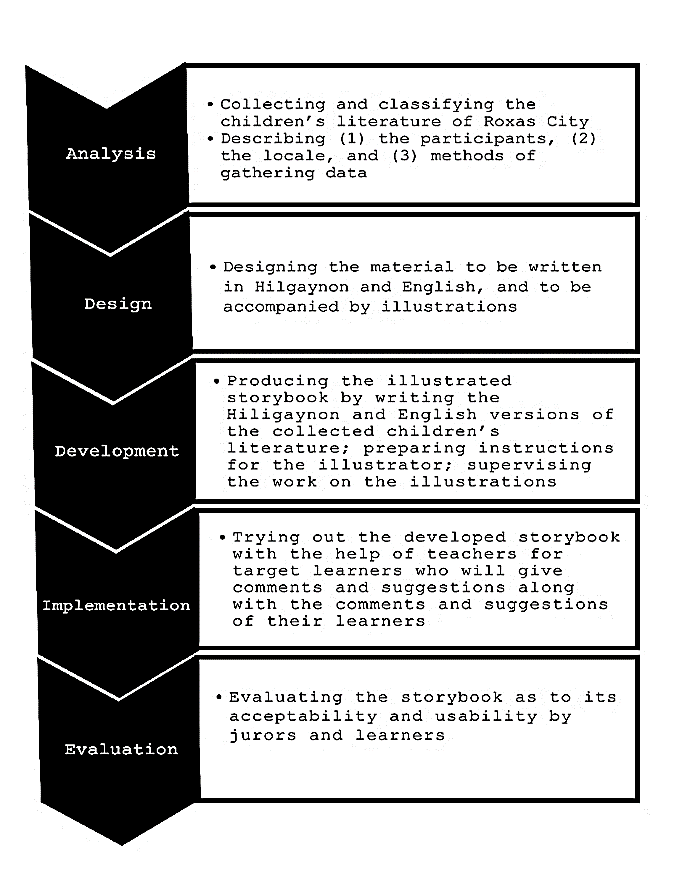 Analysis
• Collecting and classifying the
children's literature of Roxas City
• Describing (1) the participants, (2)
the locale, and (3) methods of
gathering data
Design
• Designing the material to be written
in Hilgaynon and English, and to be
accompanied by illustrations
Development
• Producing the illustrated
storybook by writing the
Hiligaynon and English versions of
the collected children's
literature; preparing instructions
for the illustrator; supervising
the work on the illustrations
Implementation
• Trying out the developed storybook
with the help of teachers for
target learners who will give
comments and suggestions along
with the comments and suggestions
of their learners
Evaluation
• Evaluating the storybook as to its
acceptability and usability by
jurors and learners